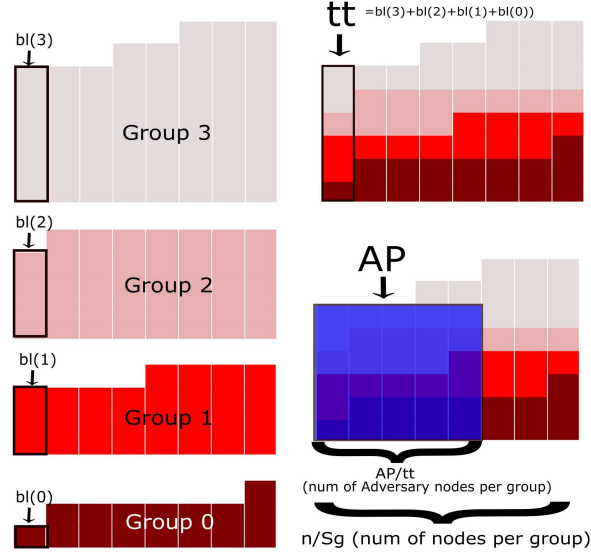 bl(3)
Group 3
bl(2)
Group 2
bl(1)
Group 1
bl(0)
Group 0
tt =bl(3)+bl(2)+bl(1)+bl(0))
AP
AP/tt
(num of Adversary nodes per group)
n/Sg (num of nodes per group)